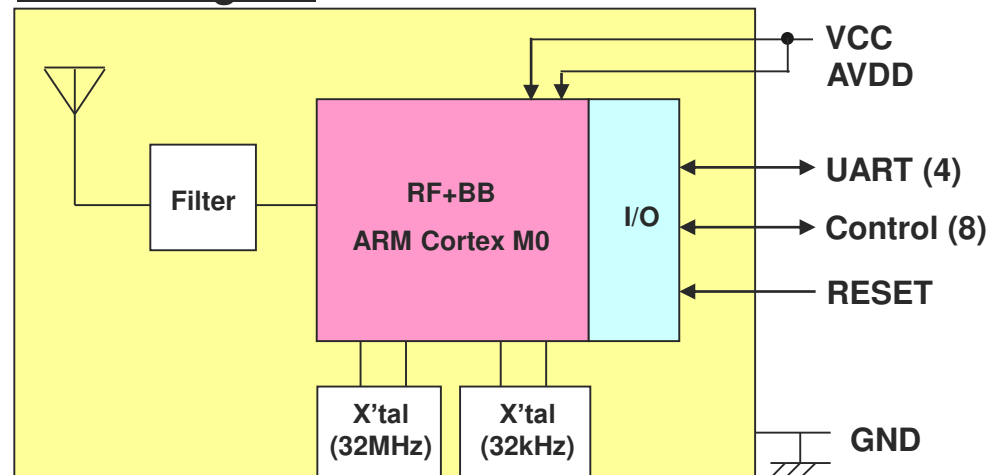 VCC
AVDD
Filter
RF+BB
ARM Cortex M0
I/O
UART (4)
Control (8)
RESET
X'tal
(32MHz)
X'tal
(32kHz)
GND